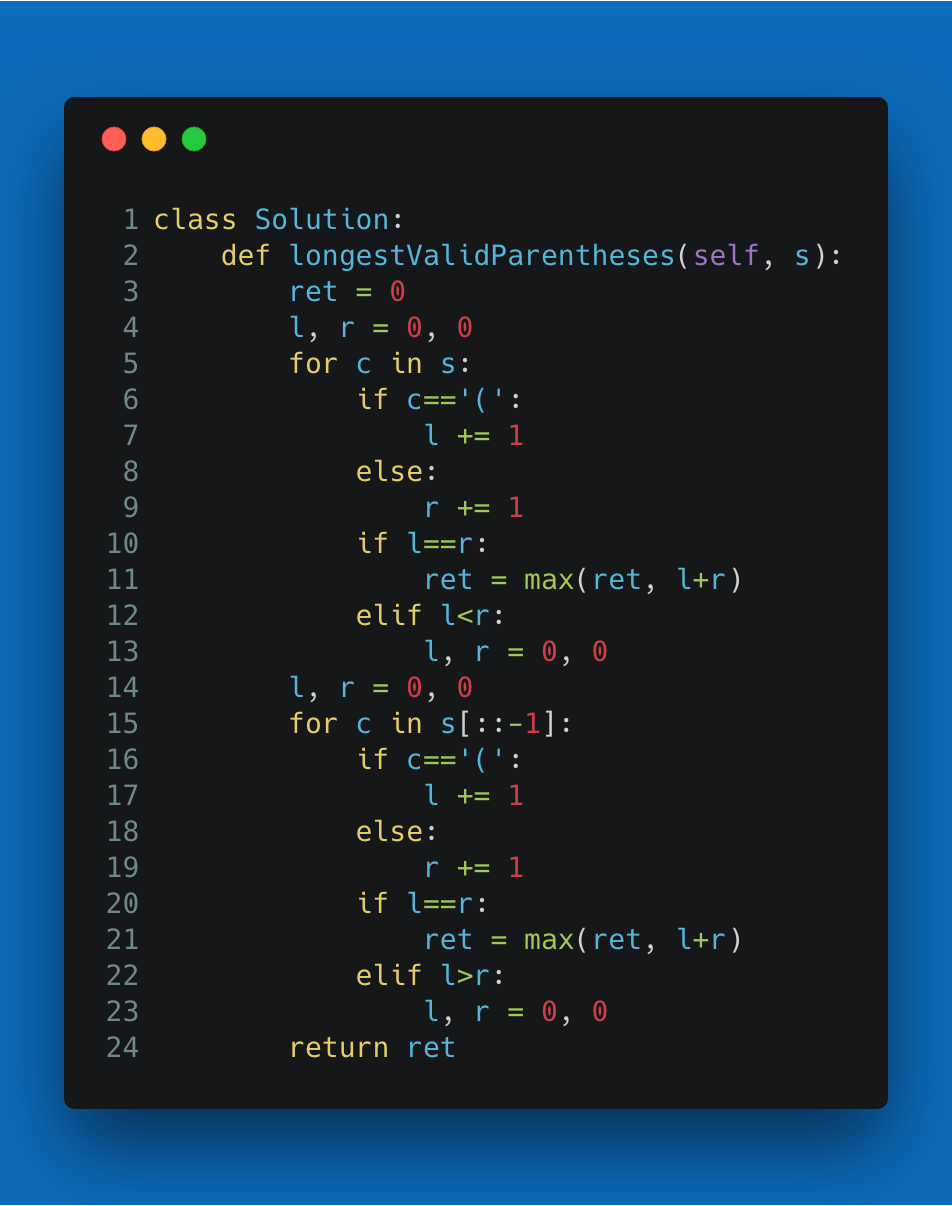 1 class Solution:
2     def longestValidParentheses(self, s):
3         ret = 0
4         l, r = 0, 0
5         for c in s:
6             if c=='(':
7                 l += 1
8             else:
9                 r += 1
10             if l==r:
11                 ret = max(ret, l+r)
12             elif l<r:
13                 l, r = 0, 0
14         l, r = 0, 0
15         for c in s[::-1]:
16             if c=='(':
17                 l += 1
18             else:
19                 r += 1
20             if l==r:
21                 ret = max(ret, l+r)
22             elif l>r:
23                 l, r = 0, 0
24         return ret